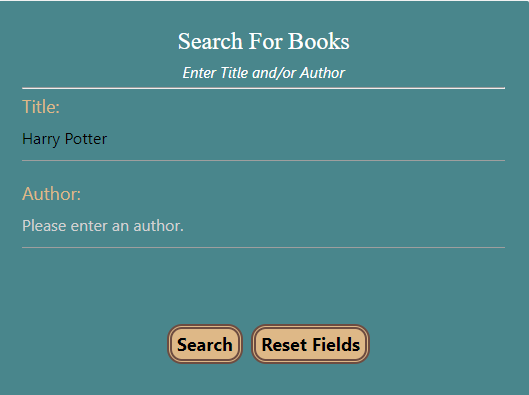 Search For Books
Enter Title and/or Author
Title:
Harry Potter
Author:
Please enter an author.
Search Reset Fields